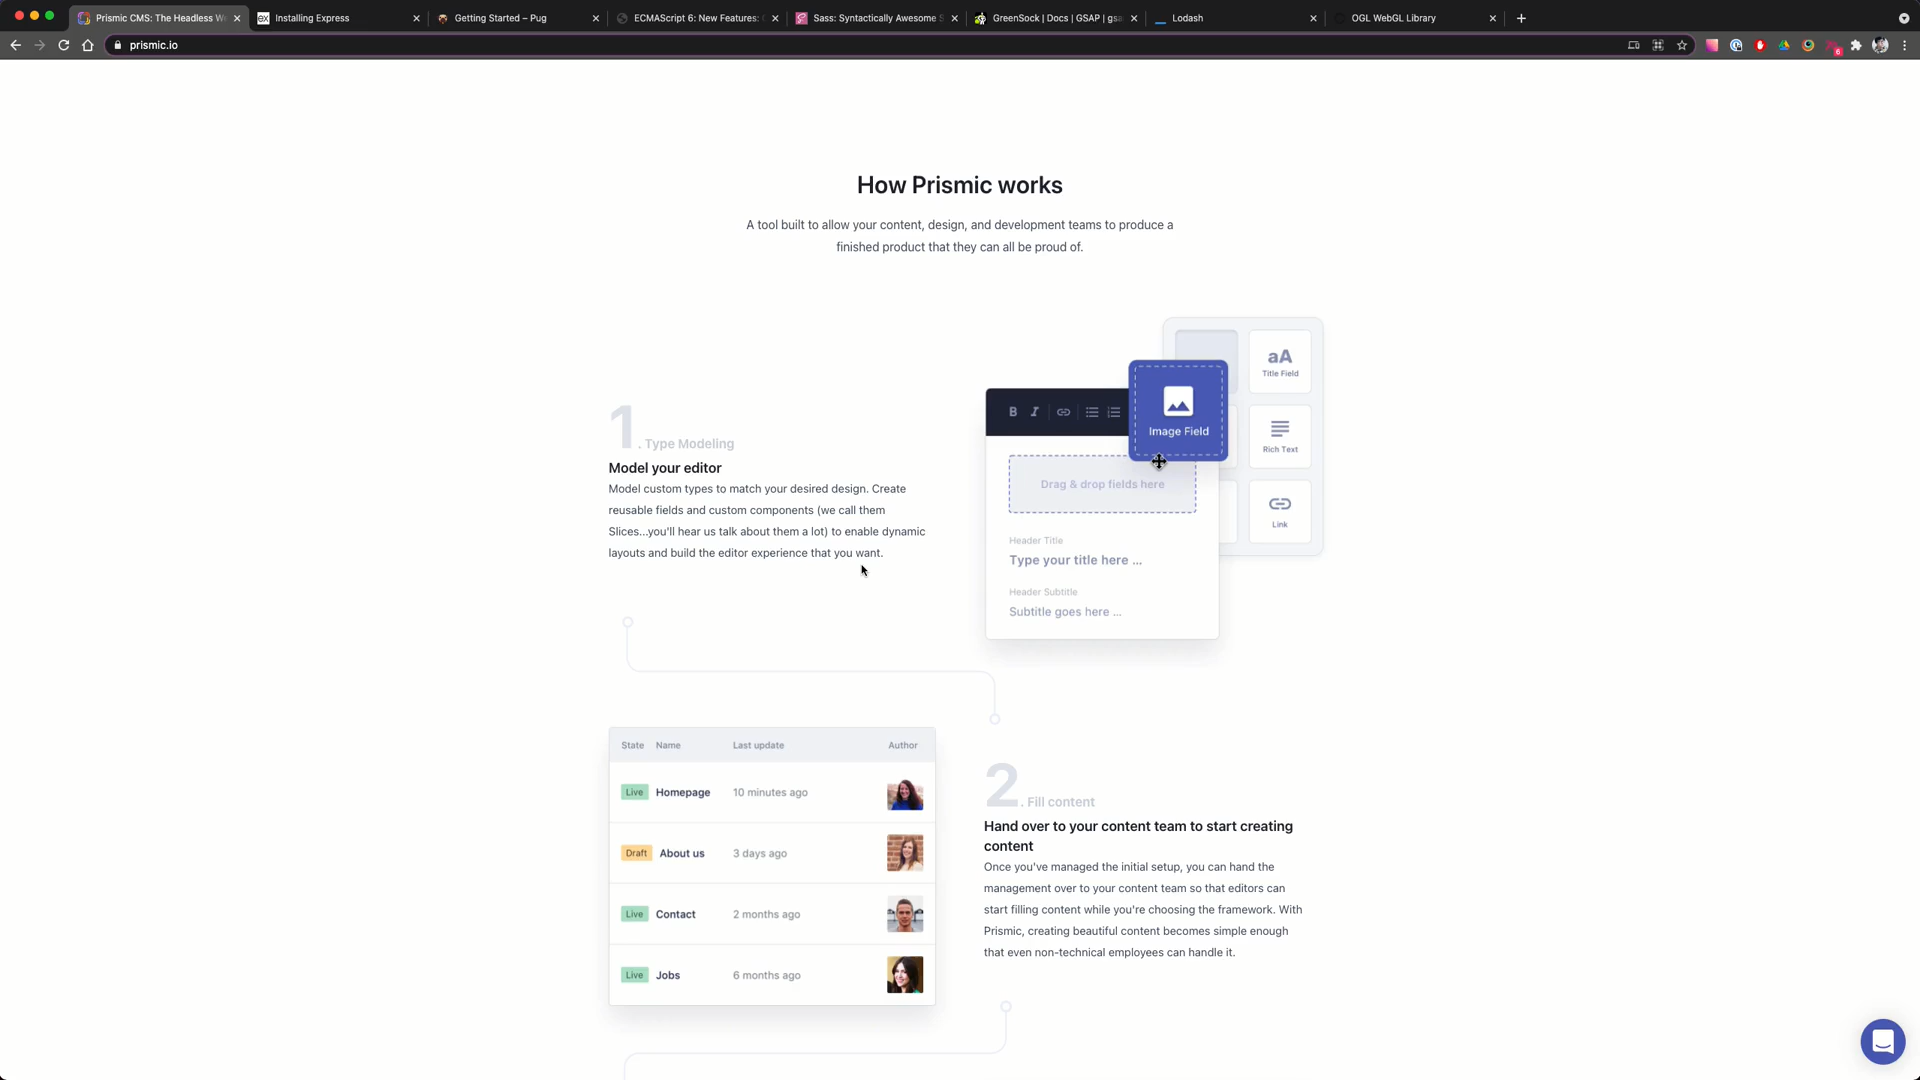 Prismic CMS: The Headless W
Installing Express
Getting Started – Pug
ECMAScript 6: New Features:
Sass: Syntactically Awesome S
GreenSock | Docs | GSAP | gsa
Lodash
OGL WebGL Library
prismic.io
6
How Prismic works
A tool built to allow your content, design, and development teams to produce a
finished product that they can all be proud of.
1. Type Modeling
Model your editor
Model custom types to match your desired design. Create
reusable fields and custom components (we call them
Slices...you'll hear us talk about them a lot) to enable dynamic
layouts and build the editor experience that you want.
aA
Title Field
B I
Image Field
Rich Text
Drag & drop fields here
Link
Header Title
Type your title here ...
Header Subtitle
Subtitle goes here ...
State Name Last update Author
Live Homepage 10 minutes ago
Draft About us 3 days ago
Live Contact 2 months ago
Live Jobs 6 months ago
2. Fill content
Hand over to your content team to start creating
content
Once you've managed the initial setup, you can hand the
management over to your content team so that editors can
start filling content while you're choosing the framework. With
Prismic, creating beautiful content becomes simple enough
that even non-technical employees can handle it.